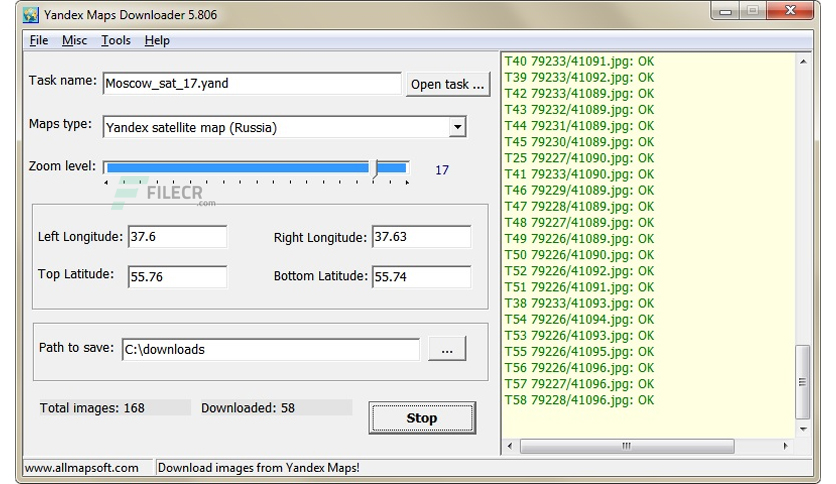 Yandex Maps Downloader 5.806
File Misc Tools Help
Task name: Moscow_sat_17.yand Open task ...
Maps type: Yandex satellite map (Russia)
Zoom level: 17
FILECR
.com
Left Longitude: 37.6 Right Longitude: 37.63
Top Latitude: 55.76 Bottom Latitude: 55.74
Path to save: C:\downloads ...
Total images: 168 Downloaded: 58 Stop
T40 79233/41091.jpg: OK
T39 79233/41092.jpg: OK
T42 79233/41089.jpg: OK
T43 79232/41089.jpg: OK
T44 79231/41089.jpg: OK
T45 79230/41089.jpg: OK
T25 79227/41090.jpg: OK
T41 79233/41090.jpg: OK
T46 79229/41089.jpg: OK
T47 79228/41089.jpg: OK
T48 79227/41089.jpg: OK
T49 79226/41089.jpg: OK
T50 79226/41090.jpg: OK
T52 79226/41092.jpg: OK
T51 79226/41091.jpg: OK
T38 79233/41093.jpg: OK
T54 79226/41094.jpg: OK
T53 79226/41093.jpg: OK
T55 79226/41095.jpg: OK
T56 79226/41096.jpg: OK
T57 79227/41096.jpg: OK
T58 79228/41096.jpg: OK
www.allmapsoft.com Download images from Yandex Maps!